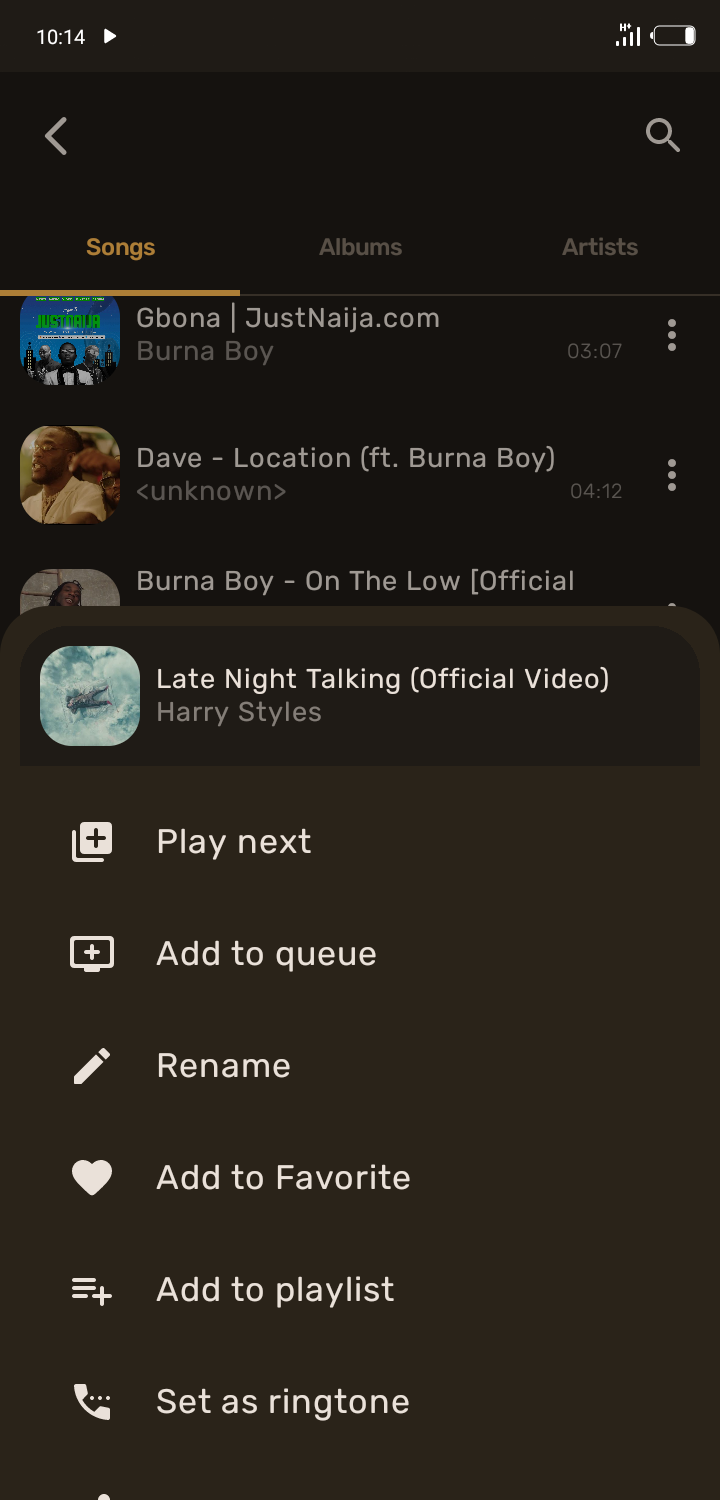 10:14
H+
Songs
Albums
Artists
JUSTNAIJA
Gbona | JustNaija.com
Burna Boy
03:07
Dave - Location (ft. Burna Boy)
<unknown>
04:12
Burna Boy - On The Low [Official
Late Night Talking (Official Video)
Harry Styles
Play next
Add to queue
Rename
Add to Favorite
Add to playlist
Set as ringtone